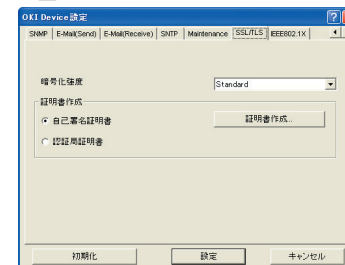 OKI Device設定
SNMP E-Mail(Send) E-Mail(Receive) SNTP Maintenance SSL/TLS IEEE802.1X
暗号化強度 Standard
証明書作成
自己署名証明書 証明書作成...
認証局証明書
初期化 設定 キャンセル